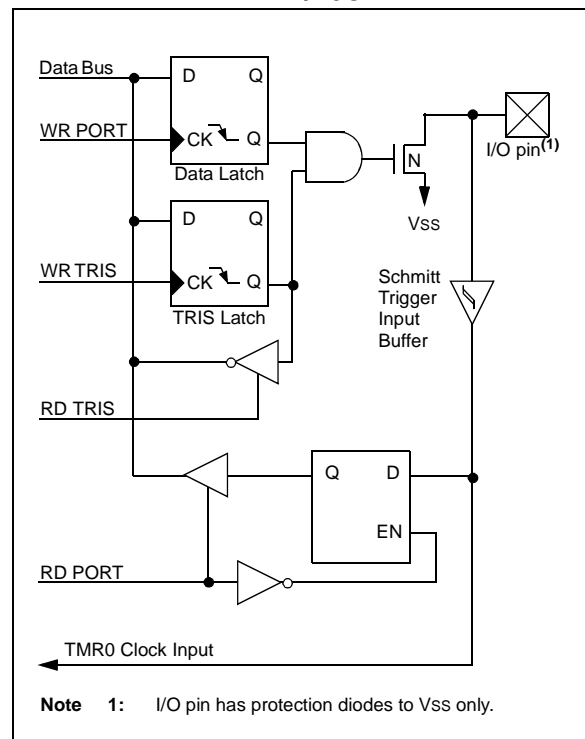 Data Bus
D Q
WR PORT
CK Q
Data Latch
N
I/O pin(1)
VSS
D Q
WR TRIS
CK Q
TRIS Latch
Schmitt
Trigger
Input
Buffer
RD TRIS
Q D
EN
RD PORT
TMR0 Clock Input
Note 1: I/O pin has protection diodes to VSS only.